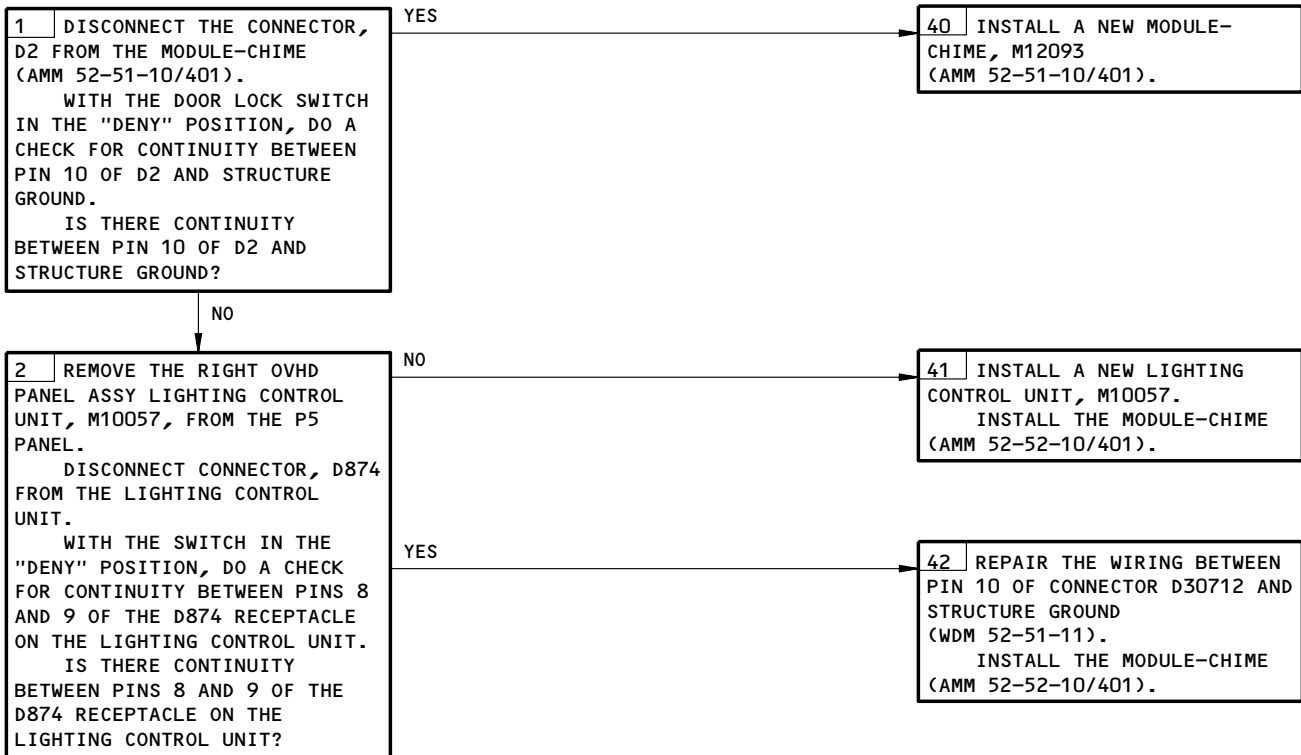 1 DISCONNECT THE CONNECTOR,
D2 FROM THE MODULE-CHIME
(AMM 52-51-10/401).
WITH THE DOOR LOCK SWITCH
IN THE "DENY" POSITION, DO A
CHECK FOR CONTINUITY BETWEEN
PIN 10 OF D2 AND STRUCTURE
GROUND.
IS THERE CONTINUITY
BETWEEN PIN 10 OF D2 AND
STRUCTURE GROUND?
YES
40 INSTALL A NEW MODULE-
CHIME, M12093
(AMM 52-51-10/401).
NO
2 REMOVE THE RIGHT OVHD
PANEL ASSY LIGHTING CONTROL
UNIT, M10057, FROM THE P5
PANEL.
DISCONNECT CONNECTOR, D874
FROM THE LIGHTING CONTROL
UNIT.
WITH THE SWITCH IN THE
"DENY" POSITION, DO A CHECK
FOR CONTINUITY BETWEEN PINS 8
AND 9 OF THE D874 RECEPTACLE
ON THE LIGHTING CONTROL UNIT.
IS THERE CONTINUITY
BETWEEN PINS 8 AND 9 OF THE
D874 RECEPTACLE ON THE
LIGHTING CONTROL UNIT?
NO
41 INSTALL A NEW LIGHTING
CONTROL UNIT, M10057.
INSTALL THE MODULE-CHIME
(AMM 52-52-10/401).
YES
42 REPAIR THE WIRING BETWEEN
PIN 10 OF CONNECTOR D30712 AND
STRUCTURE GROUND
(WDM 52-51-11).
INSTALL THE MODULE-CHIME
(AMM 52-52-10/401).